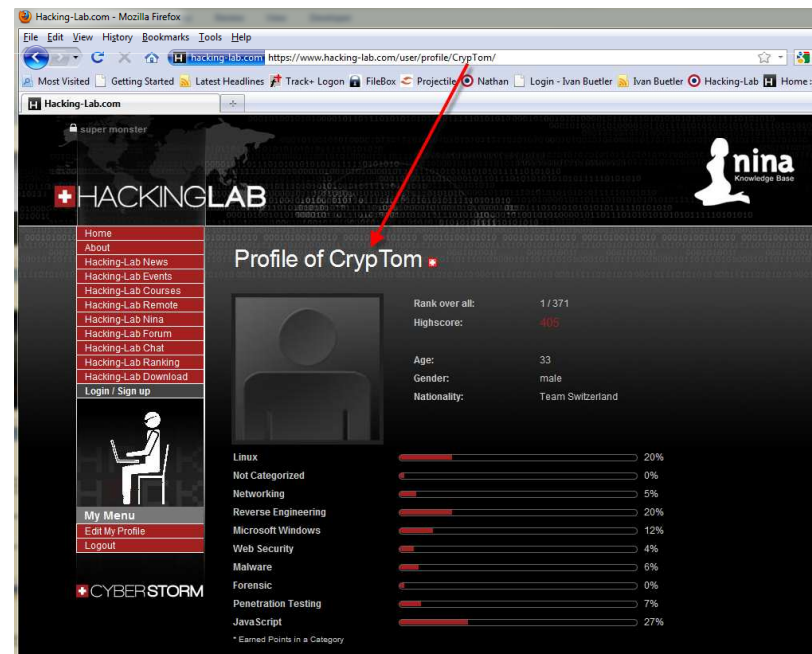 Hacking-Lab.com - Mozilla Firefox
File Edit View History Bookmarks Tools Help
hacking-lab.com https://www.hacking-lab.com/user/profile/CrypTom/
Most Visited Getting Started Latest Headlines Track+ Logon FileBox Projectile Nathan Login - Ivan Buetler Ivan Buetler Hacking-Lab Home
Hacking-Lab.com
super monster
HACKINGLAB
nina
Knowledge Base
Home
About
Hacking-Lab News
Hacking-Lab Events
Hacking-Lab Courses
Hacking-Lab Remote
Hacking-Lab Nina
Hacking-Lab Forum
Hacking-Lab Chat
Hacking-Lab Ranking
Hacking-Lab Download
Login / Sign up
My Menu
Edit My Profile
Logout
CYBERSTORM
Profile of CrypTom
Rank over all: 1 / 371
Highscore: 405
Age: 33
Gender: male
Nationality: Team Switzerland
Linux 20%
Not Categorized 0%
Networking 5%
Reverse Engineering 20%
Microsoft Windows 12%
Web Security 4%
Malware 6%
Forensic 0%
Penetration Testing 7%
JavaScript 27%
* Earned Points in a Category